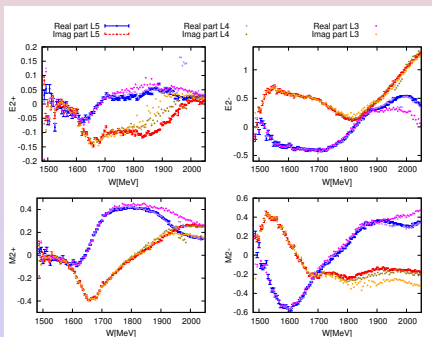 Real part L5 Real part L4 Real part L3
Imag part L5 Imag part L4 Imag part L3
0.2
0.15
0.1
0.05
0
-0.05
-0.1
-0.15
-0.2
E2+
1500 1600 1700 1800 1900 2000
W[MeV]
1
0.5
0
-0.5
E2-
1500 1600 1700 1800 1900 2000
W[MeV]
0.4
0.2
0
-0.2
-0.4
M2+
1500 1600 1700 1800 1900 2000
W[MeV]
0.6
0.4
0.2
0
-0.2
-0.4
-0.6
M2-
1500 1600 1700 1800 1900 2000
W[MeV]